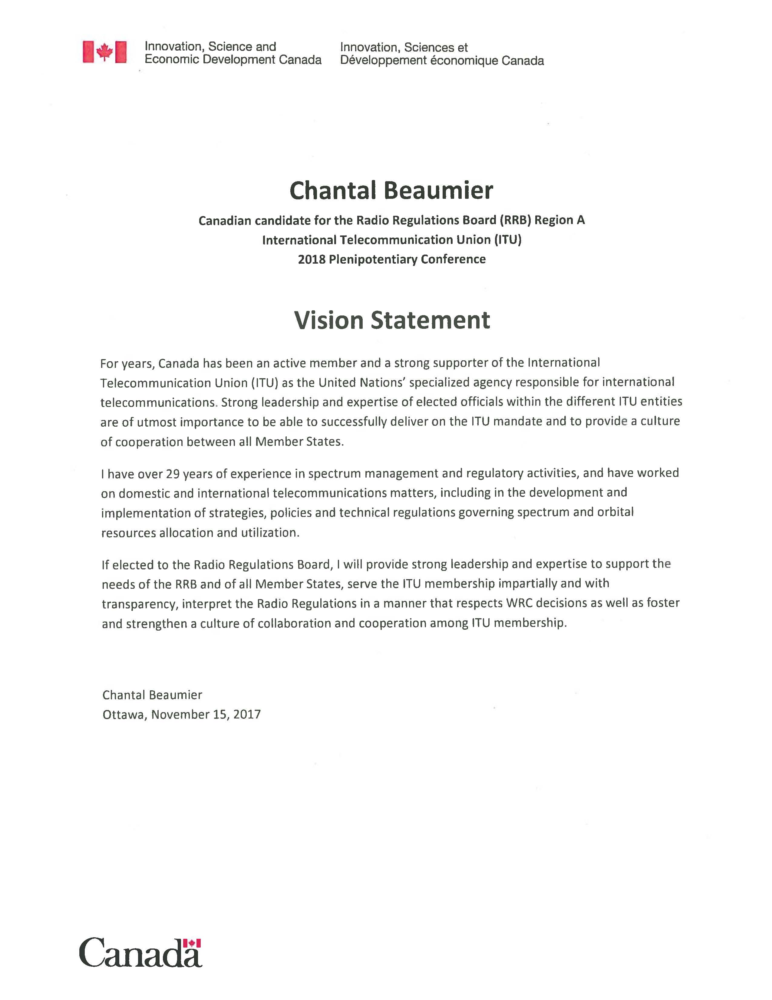 Innovation, Science and
Economic Development Canada
Innovation, Sciences et
Développement économique Canada
Chantal Beaumier
Canadian candidate for the Radio Regulations Board (RRB) Region A
International Telecommunication Union (ITU)
2018 Plenipotentiary Conference
Vision Statement
For years, Canada has been an active member and a strong supporter of the International
Telecommunication Union (ITU) as the United Nations' specialized agency responsible for international
telecommunications. Strong leadership and expertise of elected officials within the different ITU entities
are of utmost importance to be able to successfully deliver on the ITU mandate and to provide a culture
of cooperation between all Member States.
I have over 29 years of experience in spectrum management and regulatory activities, and have worked
on domestic and international telecommunications matters, including in the development and
implementation of strategies, policies and technical regulations governing spectrum and orbital
resources allocation and utilization.
If elected to the Radio Regulations Board, I will provide strong leadership and expertise to support the
needs of the RRB and of all Member States, serve the ITU membership impartially and with
transparency, interpret the Radio Regulations in a manner that respects WRC decisions as well as foster
and strengthen a culture of collaboration and cooperation among ITU membership.
Chantal Beaumier
Ottawa, November 15, 2017
Canada